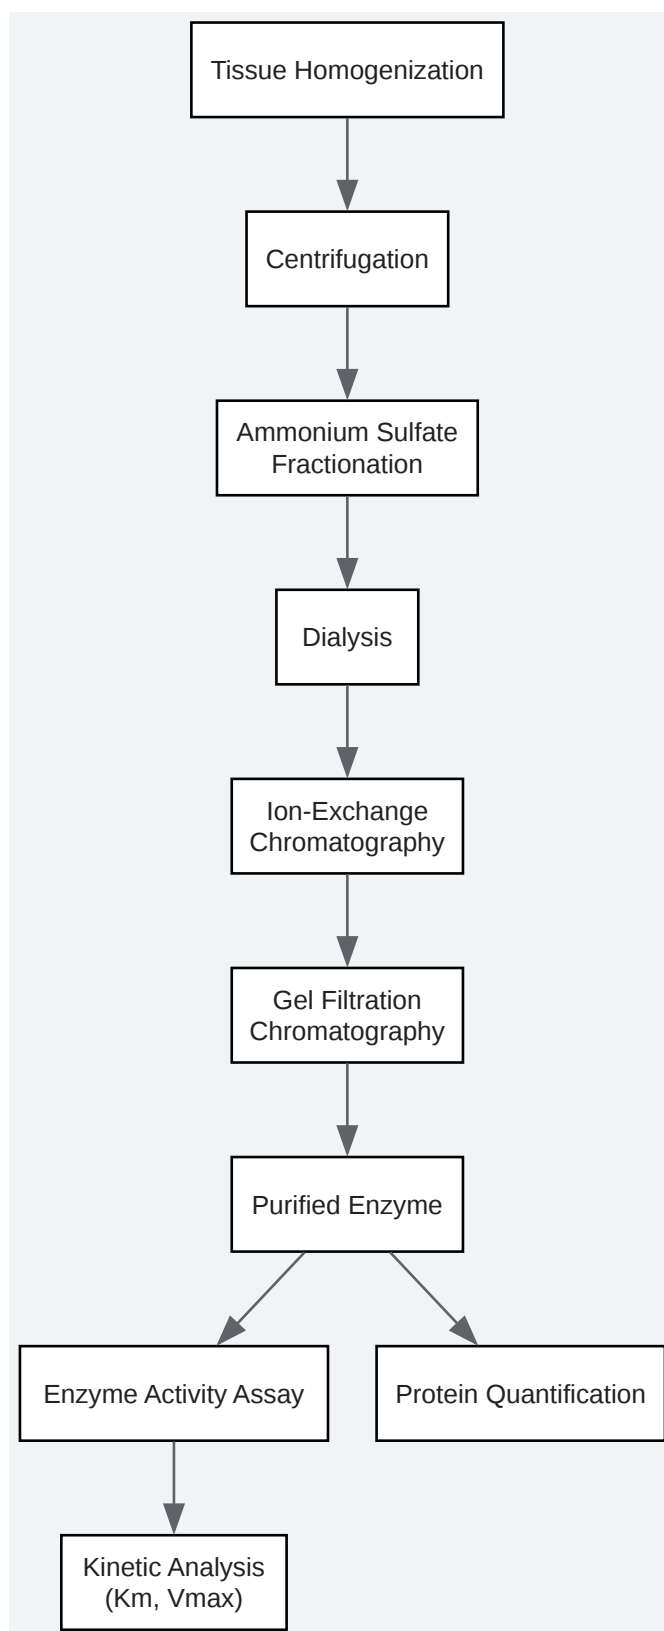 Tissue Homogenization
Centrifugation
Ammonium Sulfate
Fractionation
Dialysis
Ion-Exchange
Chromatography
Gel Filtration
Chromatography
Purified Enzyme
Enzyme Activity Assay
Protein Quantification
Kinetic Analysis
(Km, Vmax)